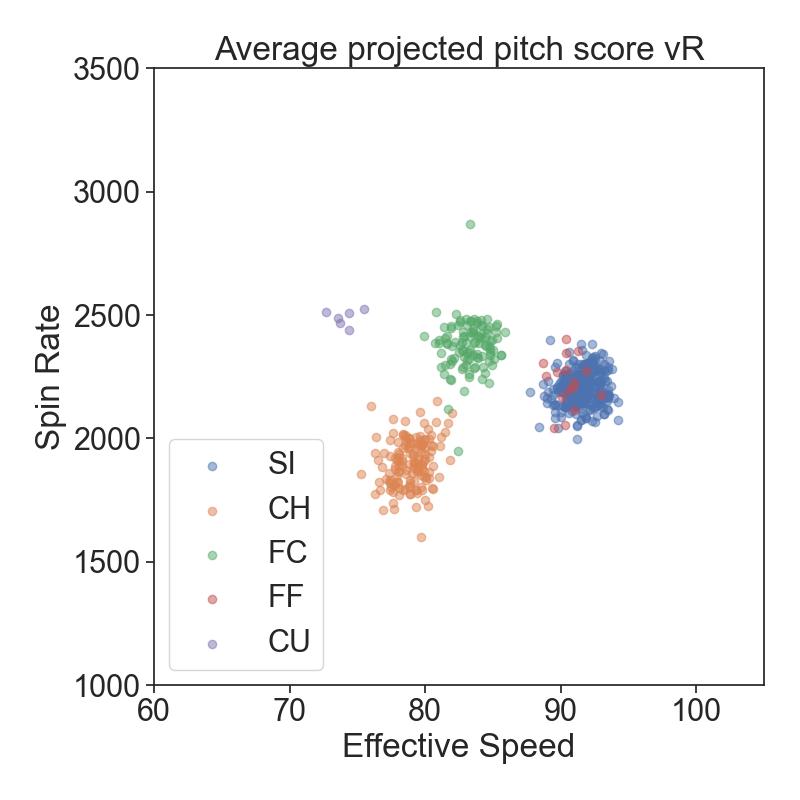 Average projected pitch score vR
3500
3000
2500
2000
1500
1000
Spin Rate
SI
CH
FC
FF
CU
60 70 80 90 100
Effective Speed